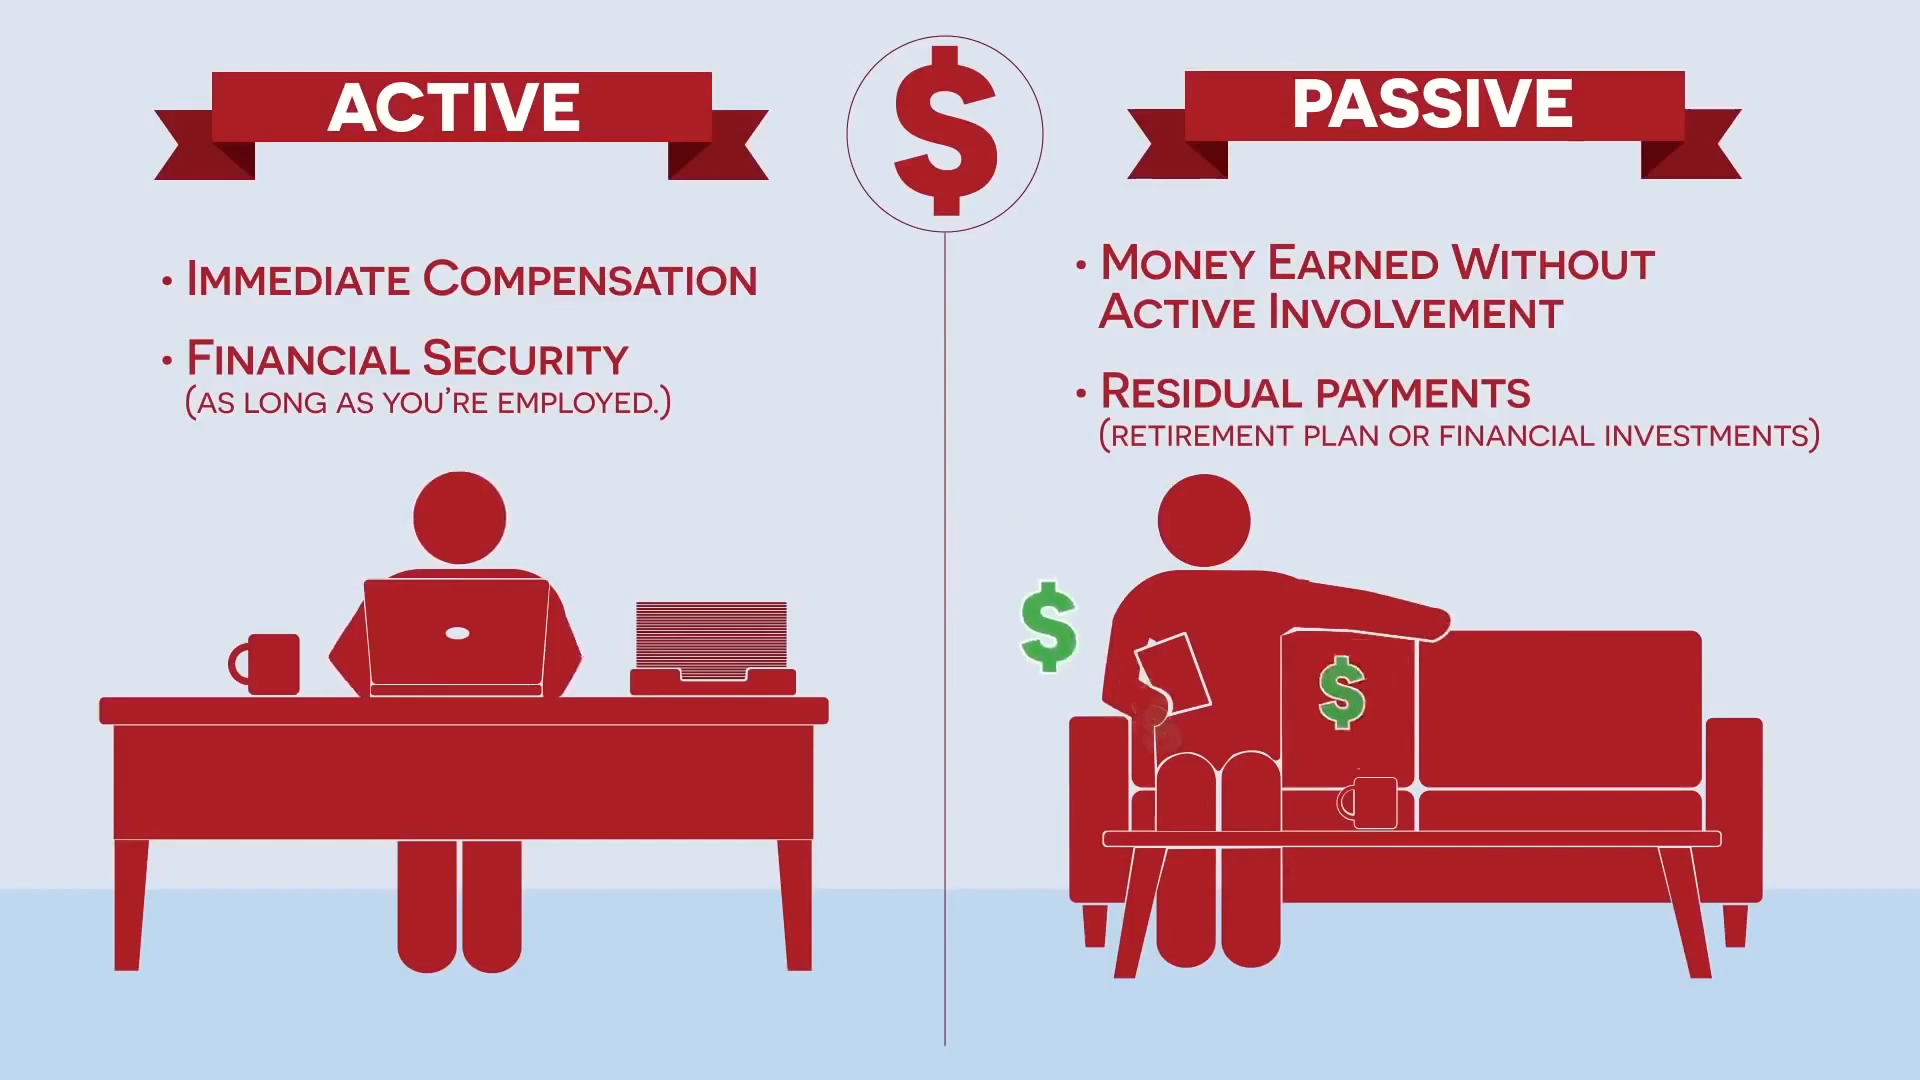 ACTIVE
$
PASSIVE
• Immediate Compensation
• Financial Security
(as long as you're employed.)
• Money Earned Without
Active Involvement
• Residual payments
(retirement plan or financial investments)
$
$